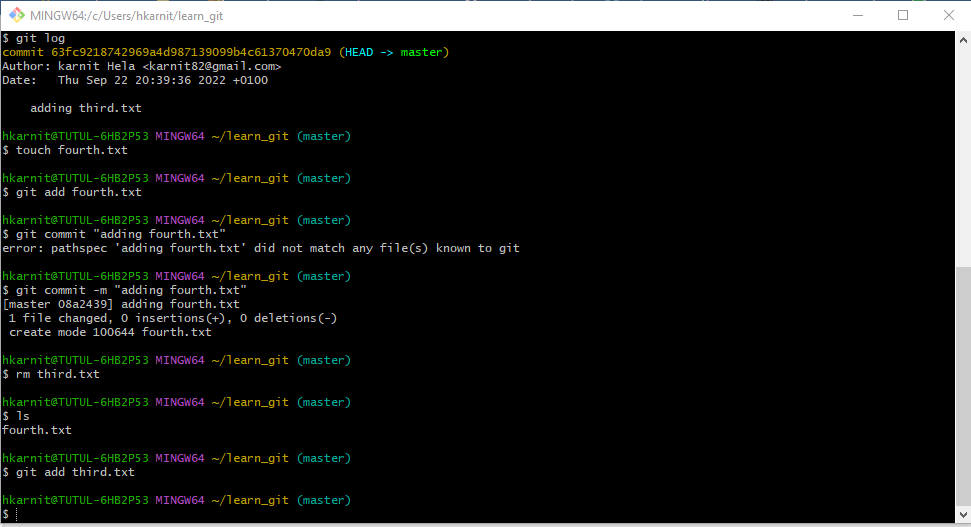 MINGW64:/c/Users/hkarnit/learn_git
$ git log
commit 63fc9218742969a4d987139099b4c61370470da9 (HEAD -> master)
Author: karnit Hela <karnit82@gmail.com>
Date:   Thu Sep 22 20:39:36 2022 +0100
    adding third.txt
hkarnit@TUTUL-6HB2P53 MINGW64 ~/learn_git (master)
$ touch fourth.txt
hkarnit@TUTUL-6HB2P53 MINGW64 ~/learn_git (master)
$ git add fourth.txt
hkarnit@TUTUL-6HB2P53 MINGW64 ~/learn_git (master)
$ git commit "adding fourth.txt"
error: pathspec 'adding fourth.txt' did not match any file(s) known to git
hkarnit@TUTUL-6HB2P53 MINGW64 ~/learn_git (master)
$ git commit -m "adding fourth.txt"
[master 08a2439] adding fourth.txt
 1 file changed, 0 insertions(+), 0 deletions(-)
 create mode 100644 fourth.txt
hkarnit@TUTUL-6HB2P53 MINGW64 ~/learn_git (master)
$ rm third.txt
hkarnit@TUTUL-6HB2P53 MINGW64 ~/learn_git (master)
$ ls
fourth.txt
hkarnit@TUTUL-6HB2P53 MINGW64 ~/learn_git (master)
$ git add third.txt
hkarnit@TUTUL-6HB2P53 MINGW64 ~/learn_git (master)
$